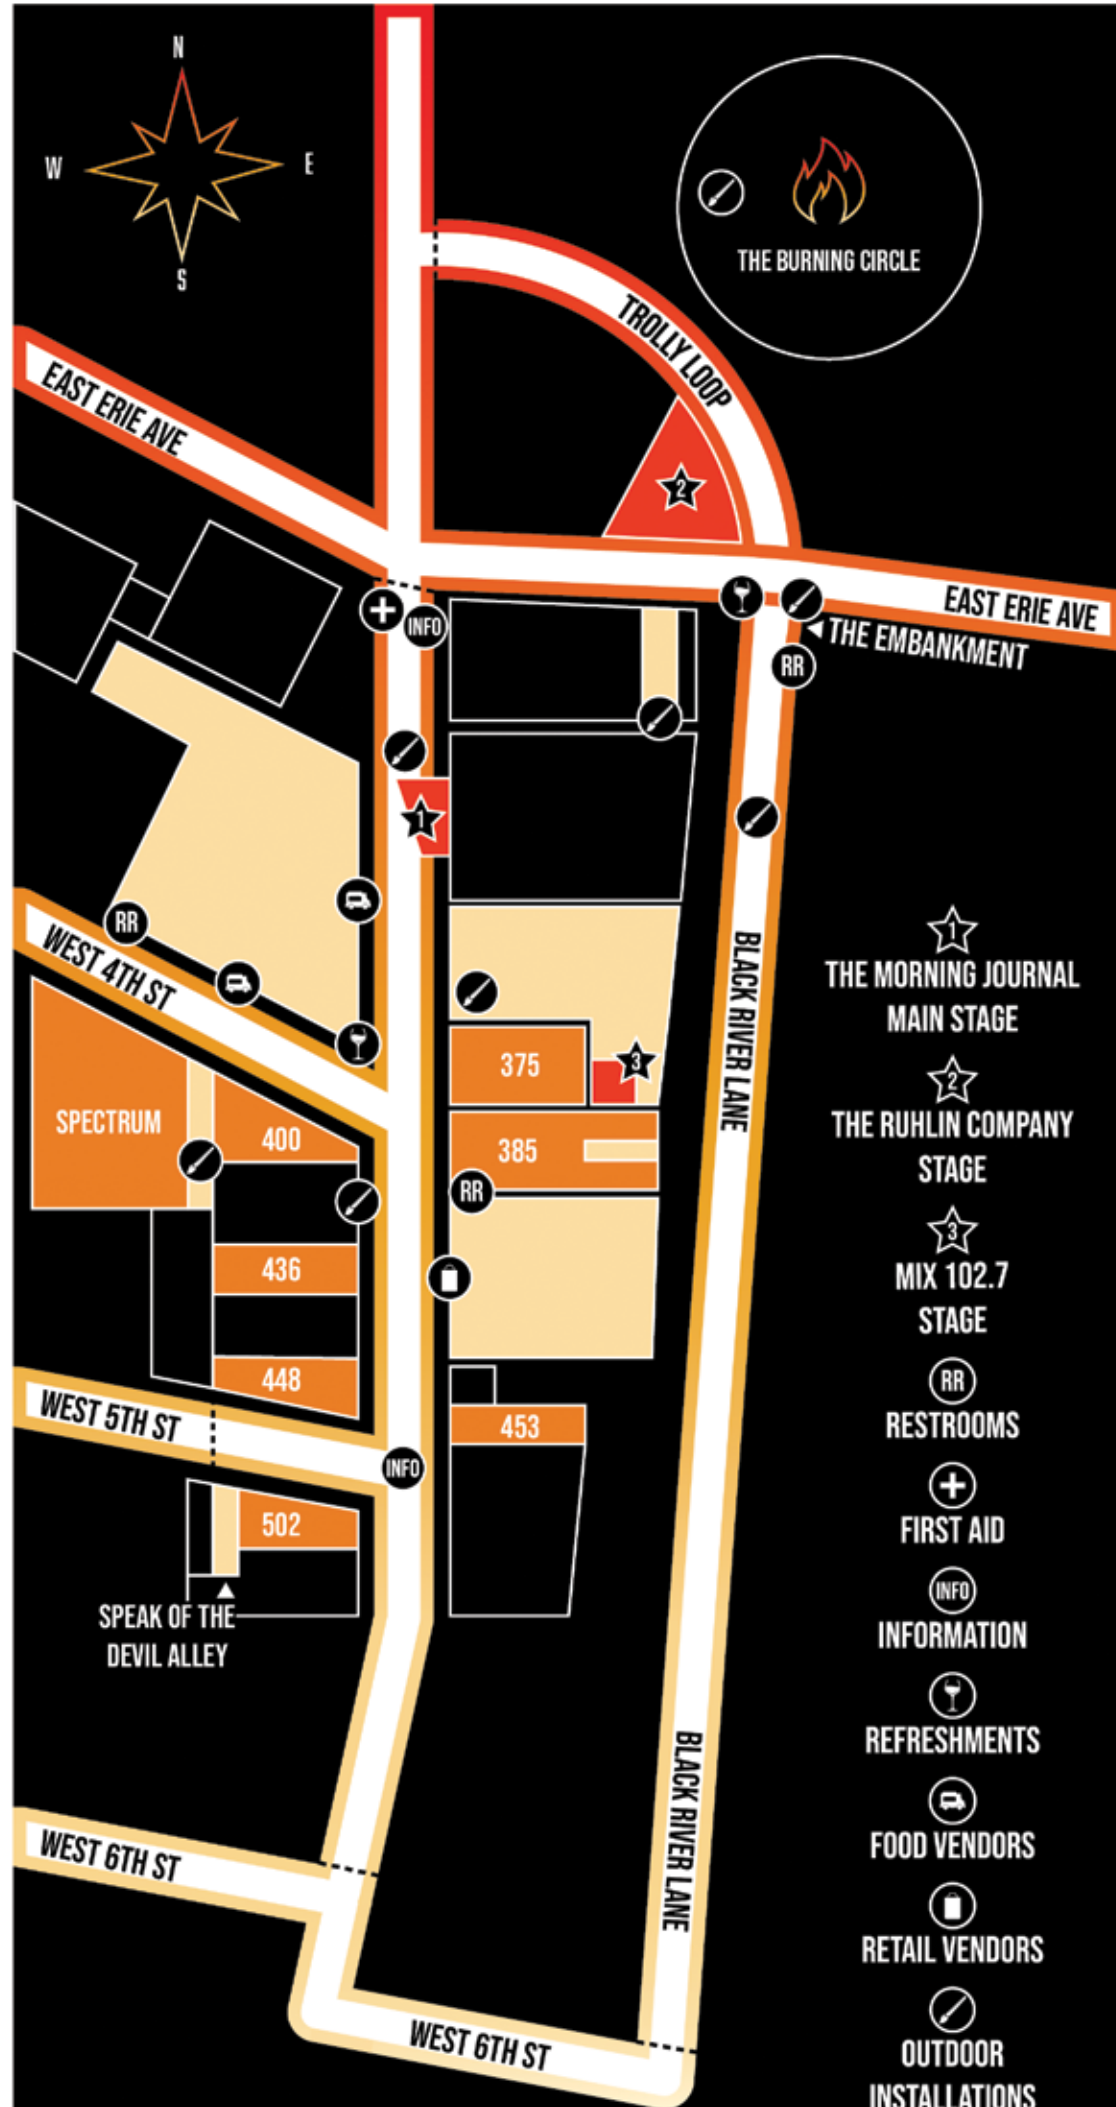 N
W
E
S
THE BURNING CIRCLE
TROLLY LOOP
EAST ERIE AVE
2
EAST ERIE AVE
THE EMBANKMENT
INFO
RR
1
RR
WEST 4TH ST
BLACK RIVER LANE
375
3
SPECTRUM
400
385
RR
436
448
WEST 5TH ST
453
INFO
502
SPEAK OF THE
DEVIL ALLEY
BLACK RIVER LANE
WEST 6TH ST
WEST 6TH ST
1
THE MORNING JOURNAL
MAIN STAGE
2
THE RUHLIN COMPANY
STAGE
3
MIX 102.7
STAGE
RR
RESTROOMS
FIRST AID
INFO
INFORMATION
REFRESHMENTS
FOOD VENDORS
RETAIL VENDORS
OUTDOOR
INSTALLATIONS